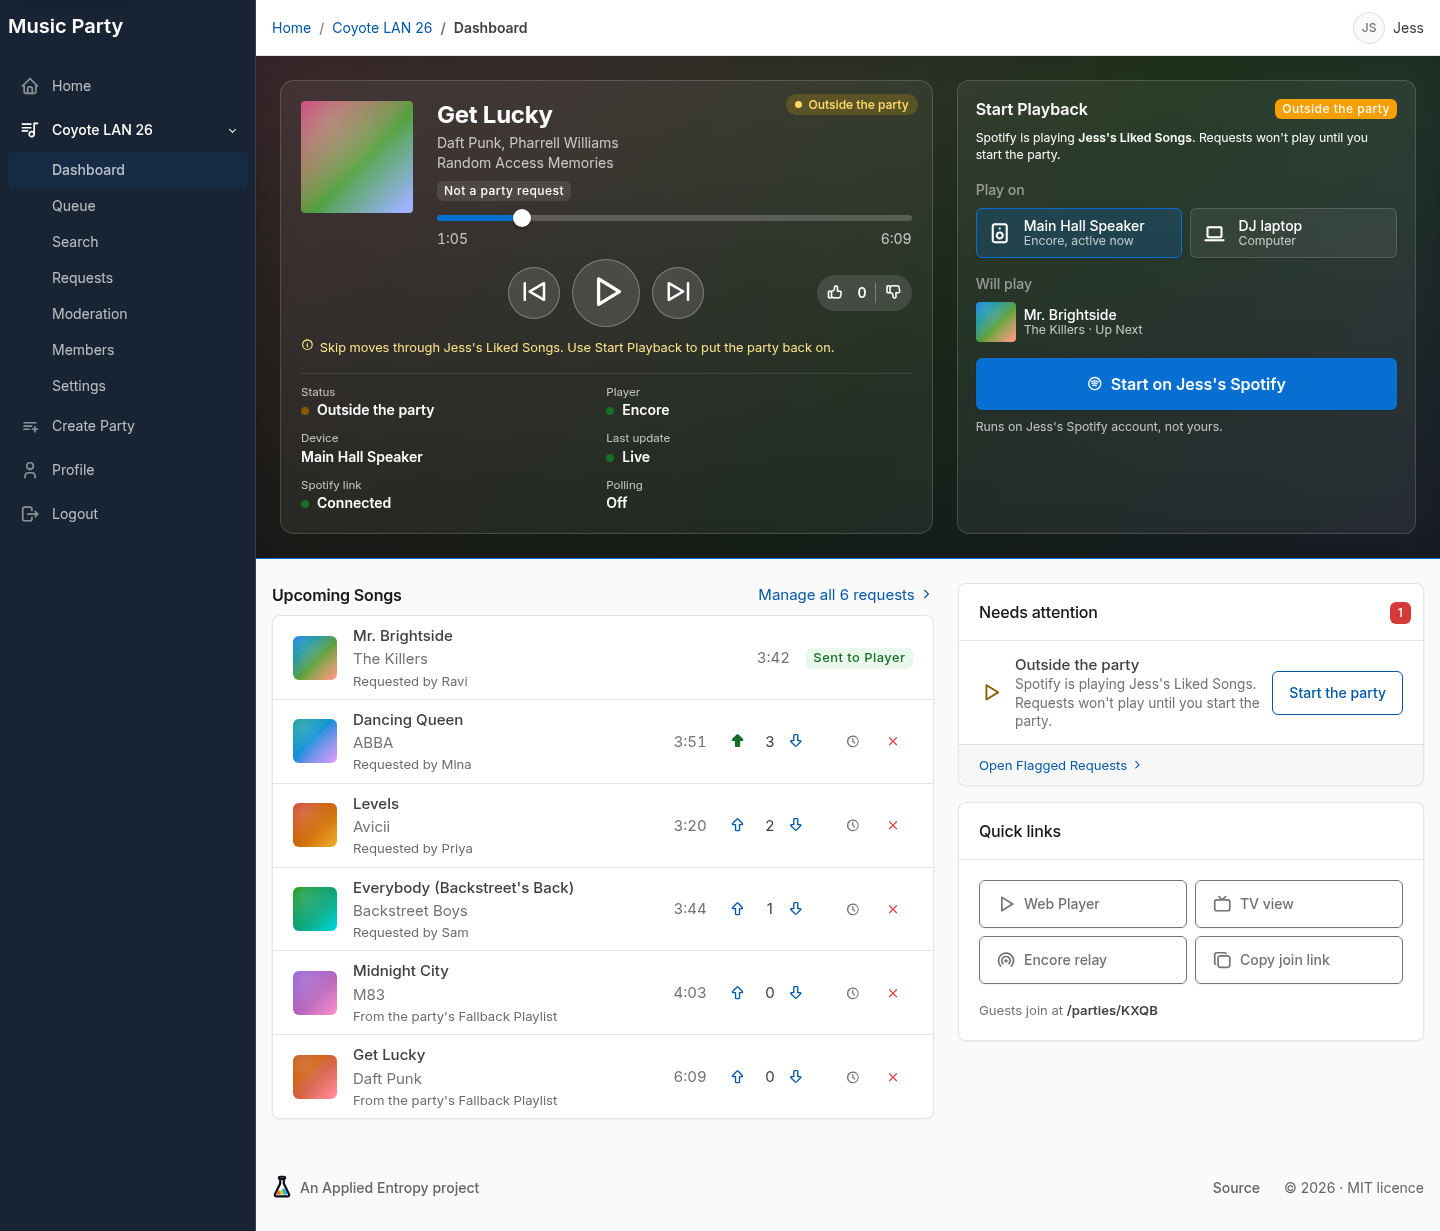 Music Party
Home
Coyote LAN 26
Dashboard
Queue
Search
Requests
Moderation
Members
Settings
Create Party
Profile
Logout
Home / Coyote LAN 26 / Dashboard
JS Jess
Get Lucky
Outside the party
Daft Punk, Pharrell Williams
Random Access Memories
Not a party request
1:05 6:09
0
Skip moves through Jess's Liked Songs. Use Start Playback to put the party back on.
Status Player
Outside the party Encore
Device Last update
Main Hall Speaker Live
Spotify link Polling
Connected Off
Start Playback Outside the party
Spotify is playing Jess's Liked Songs. Requests won't play until you
start the party.
Play on
Main Hall Speaker
Encore, active now
DJ laptop
Computer
Will play
Mr. Brightside
The Killers · Up Next
Start on Jess's Spotify
Runs on Jess's Spotify account, not yours.
Upcoming Songs Manage all 6 requests
Mr. Brightside
The Killers
Requested by Ravi
3:42 Sent to Player
Dancing Queen
ABBA
Requested by Mina
3:51 3
Levels
Avicii
Requested by Priya
3:20 2
Everybody (Backstreet's Back)
Backstreet Boys
Requested by Sam
3:44 1
Midnight City
M83
From the party's Fallback Playlist
4:03 0
Get Lucky
Daft Punk
From the party's Fallback Playlist
6:09 0
Needs attention 1
Outside the party
Spotify is playing Jess's Liked Songs.
Requests won't play until you start the
party.
Start the party
Open Flagged Requests
Quick links
Web Player
TV view
Encore relay
Copy join link
Guests join at /parties/KXQB
An Applied Entropy project
Source © 2026 · MIT licence